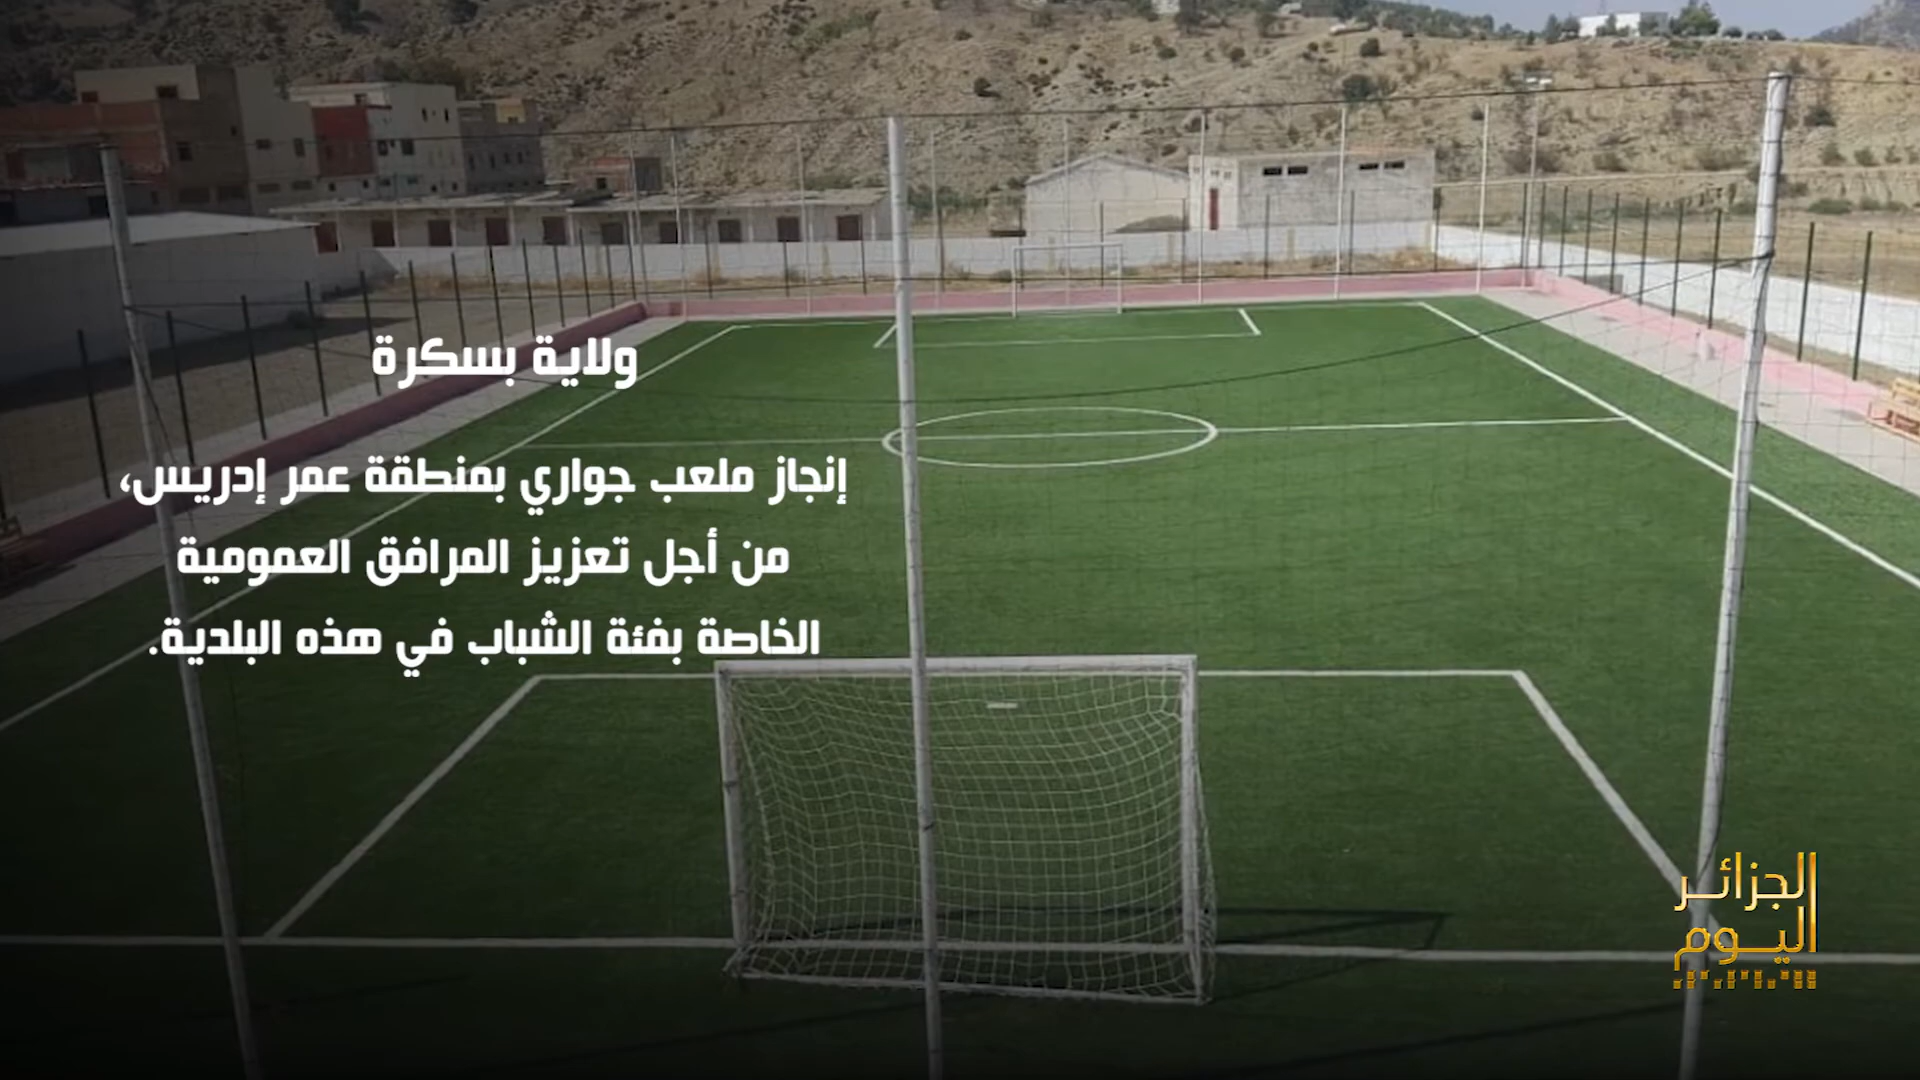 ولاية بسكرة
إنجاز ملعب جواري بمنطقة عمر إدريس،
من أجل تعزيز المرافق العمومية
الخاصة بفئة الشباب في هذه البلدية.
الجزائر
اليوم